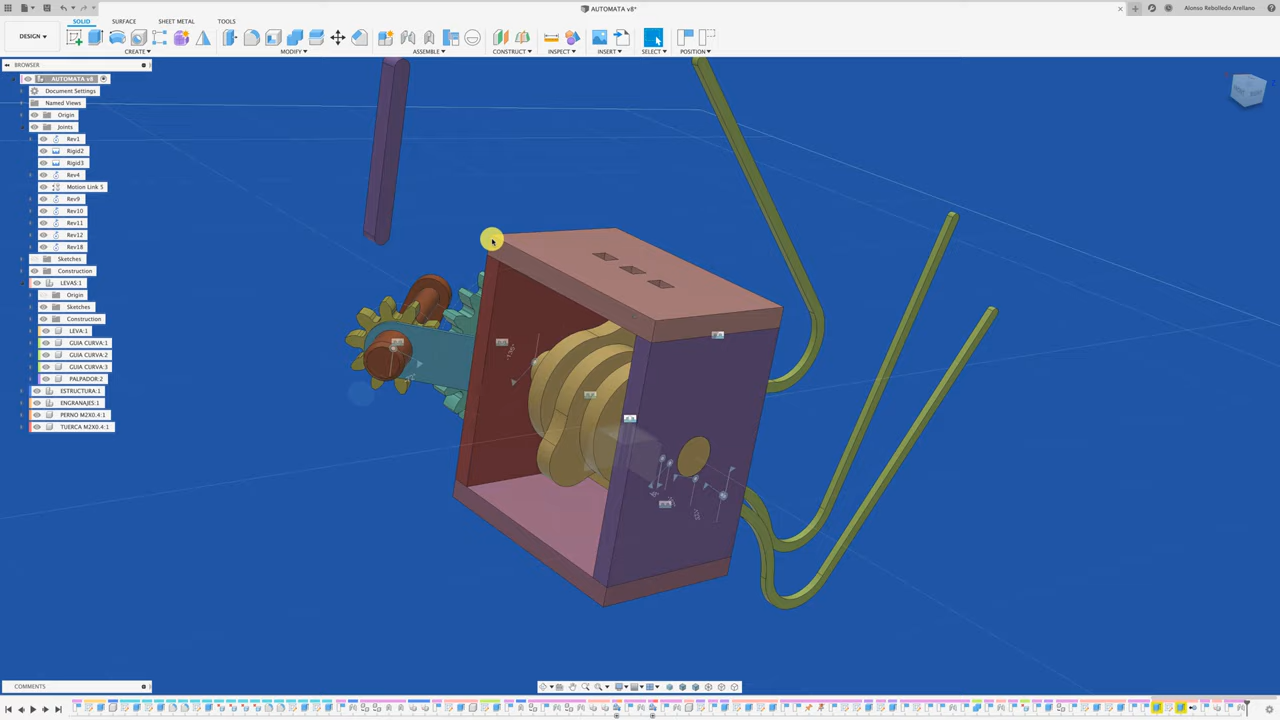 AUTOMATA v8*
Alonso Rebolledo Arellano
DESIGN
SOLID
SURFACE
SHEET METAL
TOOLS
CREATE
MODIFY
ASSEMBLE
CONSTRUCT
INSPECT
INSERT
SELECT
POSITION
BROWSER
AUTOMATA v8
Document Settings
Named Views
Origin
Joints
Rev1
Rigid2
Rigid3
Rev4
Motion Link 5
Rev9
Rev10
Rev11
Rev12
Rev18
Sketches
Construction
LEVAS:1
Origin
Sketches
Construction
LEVA:1
GUIA CURVA:1
GUIA CURVA:2
GUIA CURVA:3
PALPADOR:2
ESTRUCTURA:1
ENGRANAJES:1
PERNO M2X0.4:1
TUERCA M2X0.4:1
COMMENTS